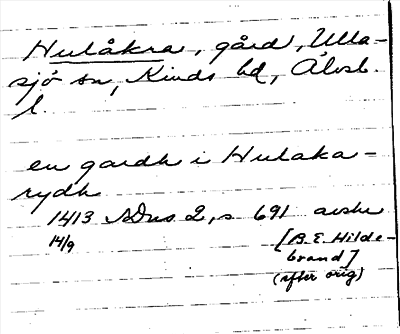 Hulåkra, gård, Ulla-
sjö sn, Kinds hd, Älvsb.
l.
en gardh i Hulaka-
rydh
1413 SDns 2, s. 691 avskr
14/9 [B. E. Hilde-
brand]
(efter orig)